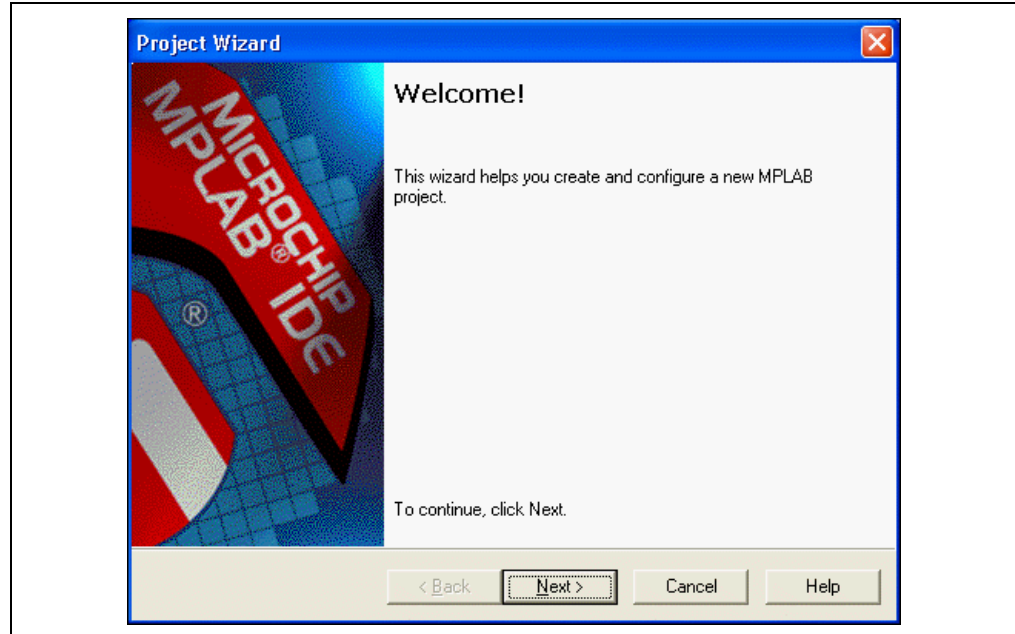 Project Wizard
MICROCHIP
MPLAB® IDE
®
Welcome!
This wizard helps you create and configure a new MPLAB
project.
To continue, click Next.
< Back
Next >
Cancel
Help